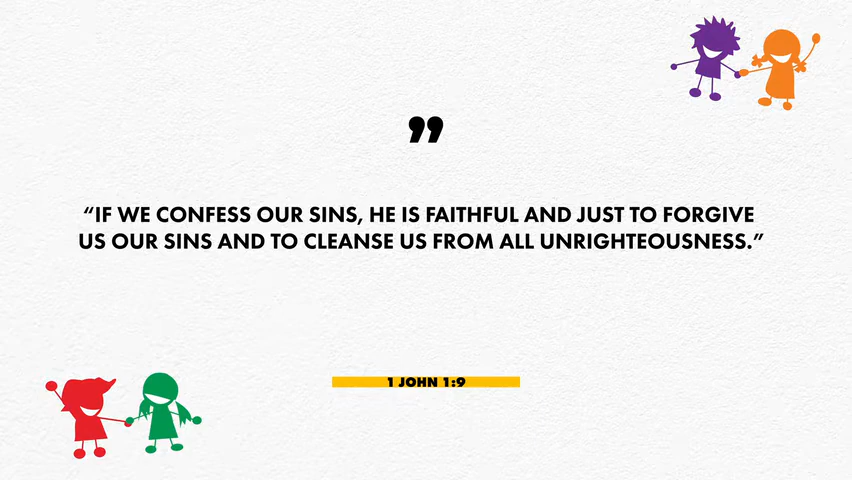 ”
“IF WE CONFESS OUR SINS, HE IS FAITHFUL AND JUST TO FORGIVE
US OUR SINS AND TO CLEANSE US FROM ALL UNRIGHTEOUSNESS.”
1 JOHN 1:9